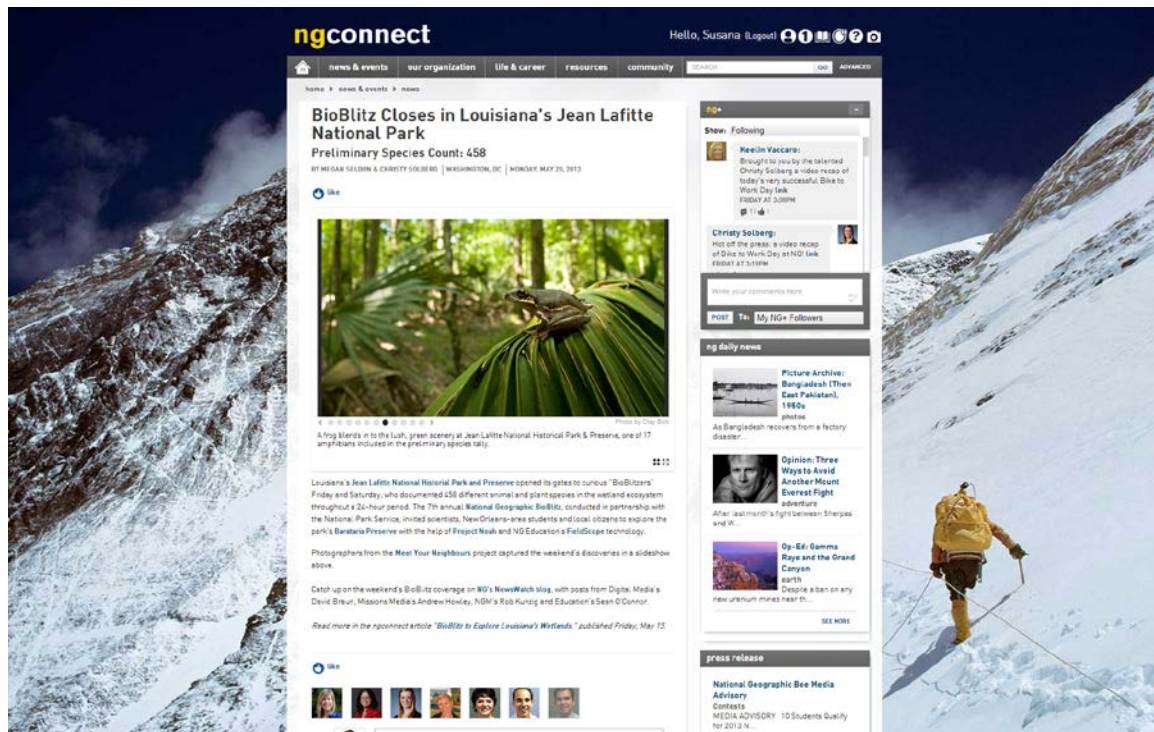 ngconnect
Hello, Susana (Logout)
news & events our organization life & career resources community SEARCH GO ADVANCED
home news & events news
BioBlitz Closes in Louisiana's Jean Lafitte
National Park
Preliminary Species Count: 458
BY MEGAN SELDON & CHRISTY SOLBERG | WASHINGTON, DC | MONDAY, MAY 20, 2013
like
Photo by Clay Bolt
A frog blends in to the lush, green scenery at Jean Lafitte National Historical Park & Preserve, one of 17
amphibians included in the preliminary species tally.
Louisiana's Jean Lafitte National Historial Park and Preserve opened its gates to curious "BioBlitzers"
Friday and Saturday, who documented 458 different animal and plant species in the wetland ecosystem
throughout a 24-hour period. The 7th annual National Geographic BioBlitz, conducted in partnership with
the National Park Service, invited scientists, New Orleans-area students and local citizens to explore the
park's Barataria Preserve with the help of Project Noah and NG Education's FieldScope technology.
Photographers from the Meet Your Neighbours project captured the weekend's discoveries in a slideshow
above.
Catch up on the weekend's BioBlitz coverage on NG's NewsWatch blog, with posts from Digital Media's
David Braun, Missions Media's Andrew Howley, NGM's Rob Kunzig and Education's Sean O'Connor.
Read more in the ngconnect article "BioBlitz to Explore Louisiana's Wetlands," published Friday, May 15.
like
ng+
Show: Following
Keelin Vaccaro:
Brought to you by the talented
Christy Solberg a video recap of
today's very successful Bike to
Work Day link
FRIDAY AT 3:08PM
Christy Solberg:
Hot off the press: a video recap
of Bike to Work Day at NG! link
FRIDAY AT 3:19PM
Write your comments here
POST To: My NG+ Followers
ng daily news
Picture Archive:
Bangladesh (Then
East Pakistan),
1950s
photos
As Bangladesh recovers from a factory
disaster...
Opinion: Three
Ways to Avoid
Another Mount
Everest Fight
adventure
After last month's fight between Sherpas
and W...
Op-Ed: Gamma
Rays and the Grand
Canyon
earth
Despite a ban on any
new uranium mines near th...
SEE MORE
press release
National Geographic Bee Media
Advisory
Contests
MEDIA ADVISORY 10 Students Qualify
for 2013 N...